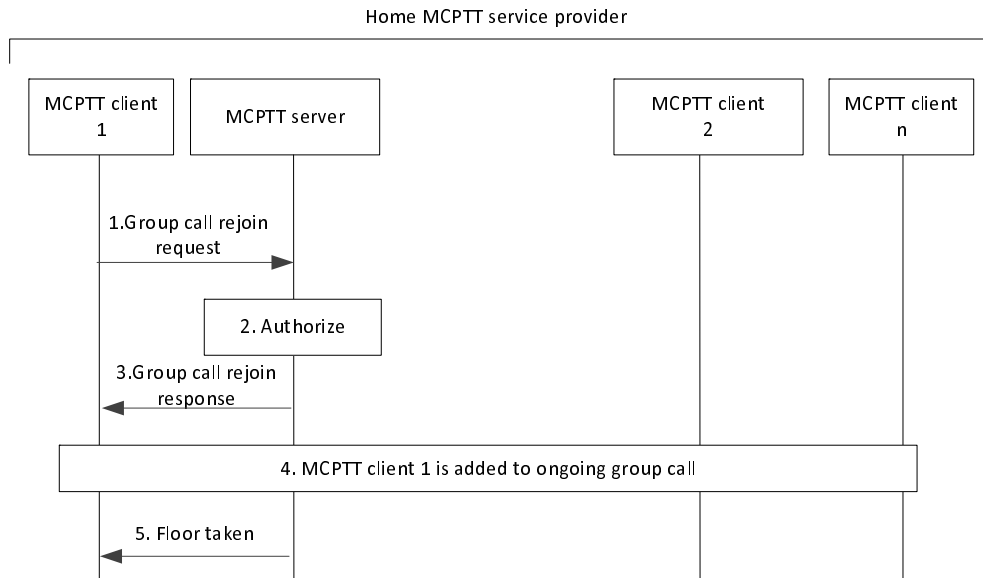 Home MCPTT service provider
MCPTT client
1
MCPTT server
MCPTT client
2
MCPTT client
n
1.Group call rejoin
request
2. Authorize
3.Group call rejoin
response
4. MCPTT client 1 is added to ongoing group call
5. Floor taken